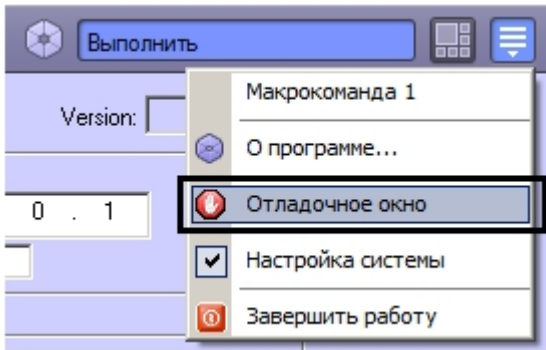 Выполнить
Макрокоманда 1
Version:
О программе...
0 . 1
Отладочное окно
Настройка системы
Завершить работу